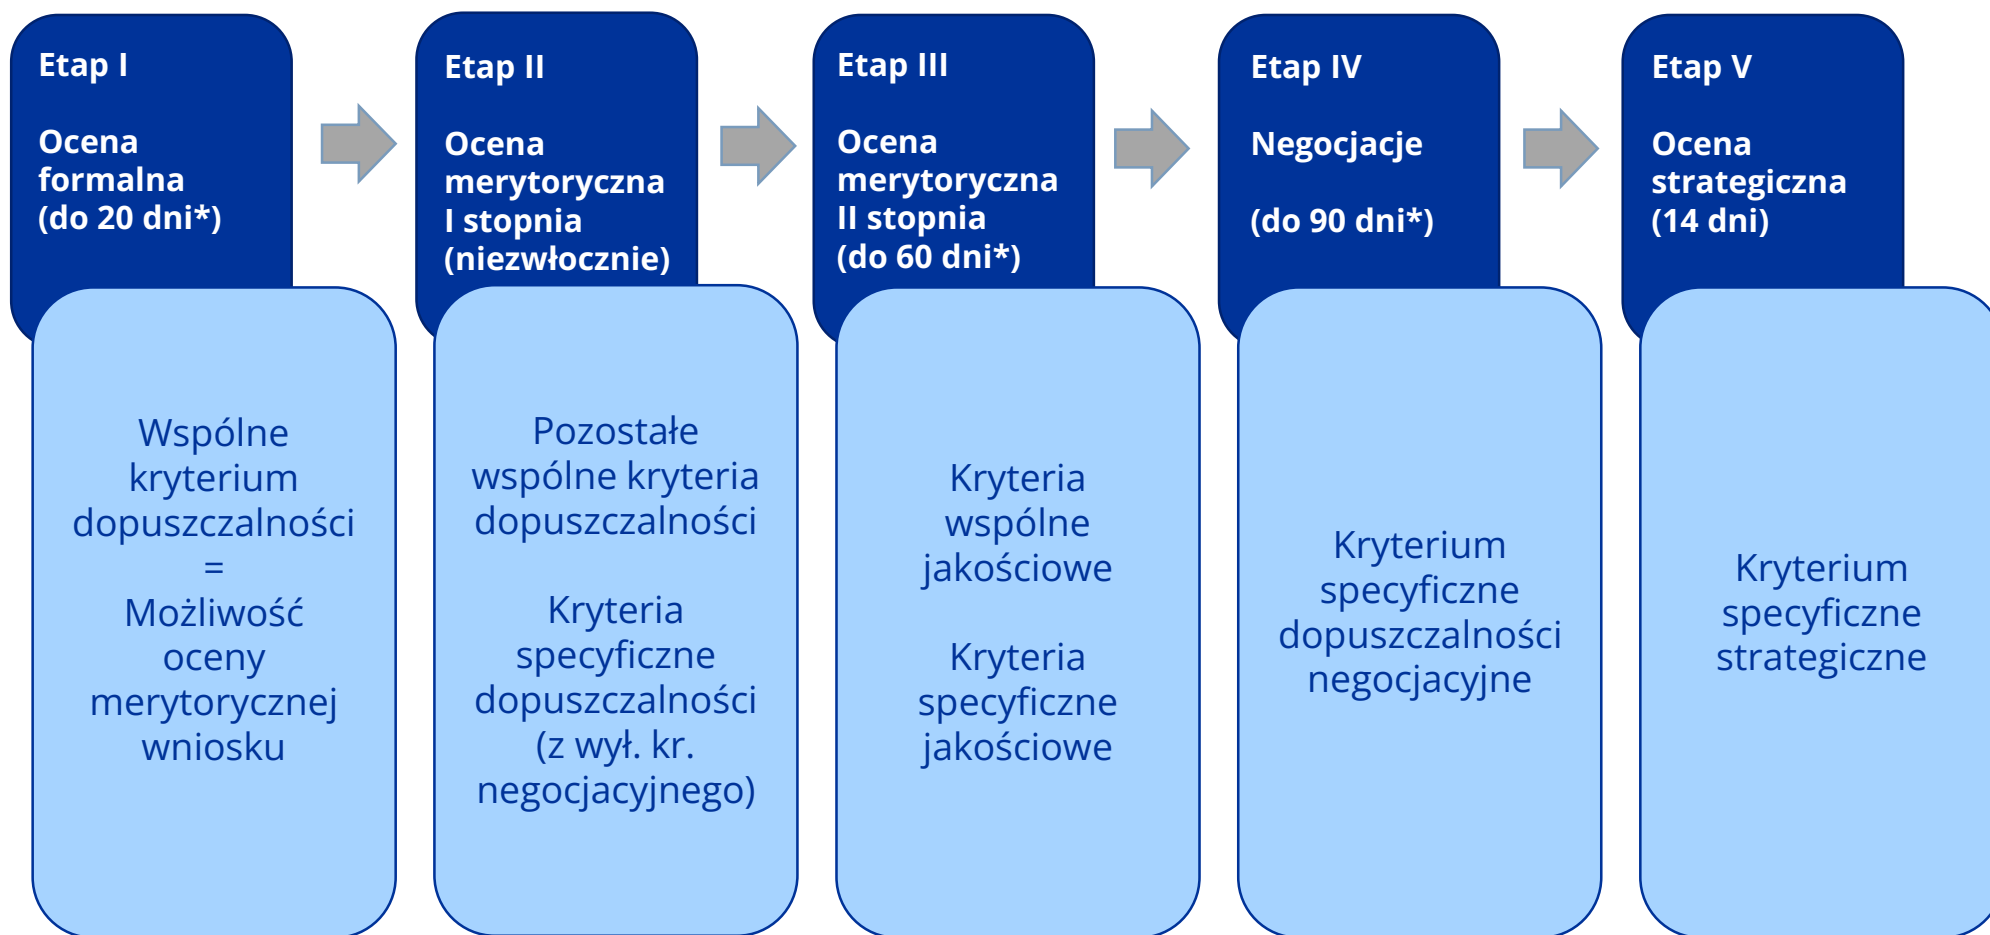 Etap I
Ocena
formalna
(do 20 dni*)
Wspólne
kryterium
dopuszczalności
=
Możliwość
oceny
merytorycznej
wniosku
Etap II
Ocena
merytoryczna
I stopnia
(niezwłocznie)
Pozostałe
wspólne kryteria
dopuszczalności
Kryteria
specyficzne
dopuszczalności
(z wył. kr.
negocjacyjnego)
Etap III
Ocena
merytoryczna
II stopnia
(do 60 dni*)
Kryteria
wspólne
jakościowe
Kryteria
specyficzne
jakościowe
Etap IV
Negocjacje
(do 90 dni*)
Kryterium
specyficzne
dopuszczalności
negocjacyjne
Etap V
Ocena
strategiczna
(14 dni)
Kryterium
specyficzne
strategiczne